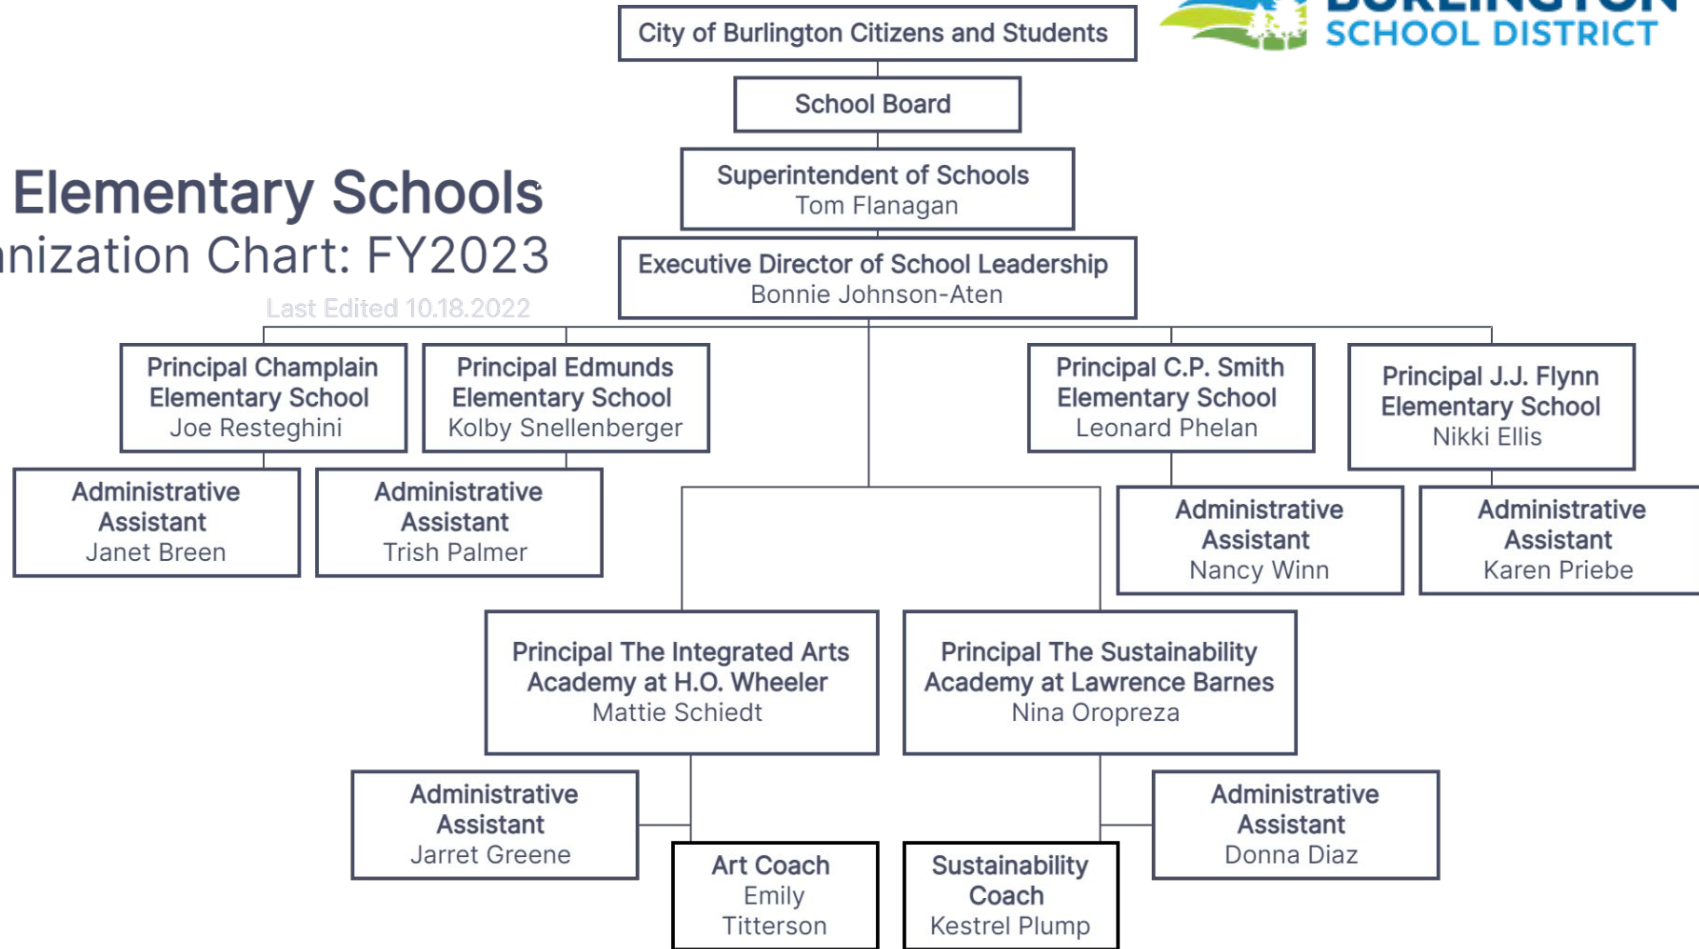 City of Burlington Citizens and Students
SCHOOL DISTRICT
School Board
Superintendent of Schools
Tom Flanagan
Elementary Schools
Chart: FY2023
Last Edited 10.18.2022
Executive Director of School Leadership
Bonnie Johnson-Aten
Principal Champlain
Elementary School
Joe Resteghini
Principal Edmunds
Elementary School
Kolby Snellenberger
Principal C.P. Smith
Elementary School
Leonard Phelan
Principal J.J. Flynn
Elementary School
Nikki Ellis
Administrative
Assistant
Janet Breen
Administrative
Assistant
Trish Palmer
Administrative
Assistant
Nancy Winn
Administrative
Assistant
Karen Priebe
Principal The Integrated Arts
Academy at H.O. Wheeler
Mattie Schiedt
Principal The Sustainability
Academy at Lawrence Barnes
Nina Oropreza
Administrative
Assistant
Jarret Greene
Art Coach
Emily
Titterson
Sustainability
Coach
Kestrel Plump
Administrative
Assistant
Donna Diaz